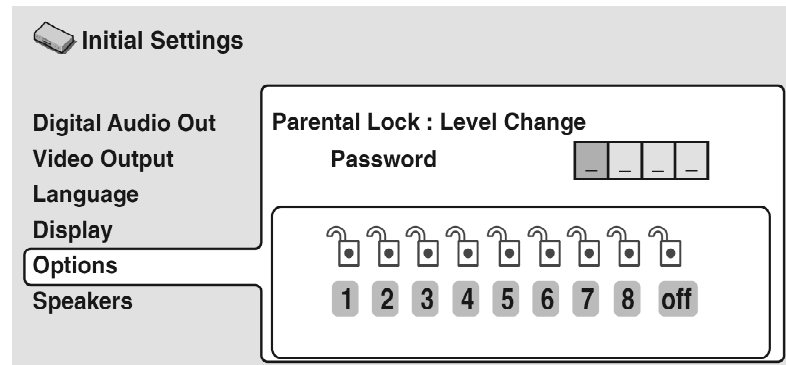 Initial Settings
Digital Audio Out
Video Output
Language
Display
Options
Speakers
Parental Lock : Level Change
Password _ _ _ _
1 2 3 4 5 6 7 8 off